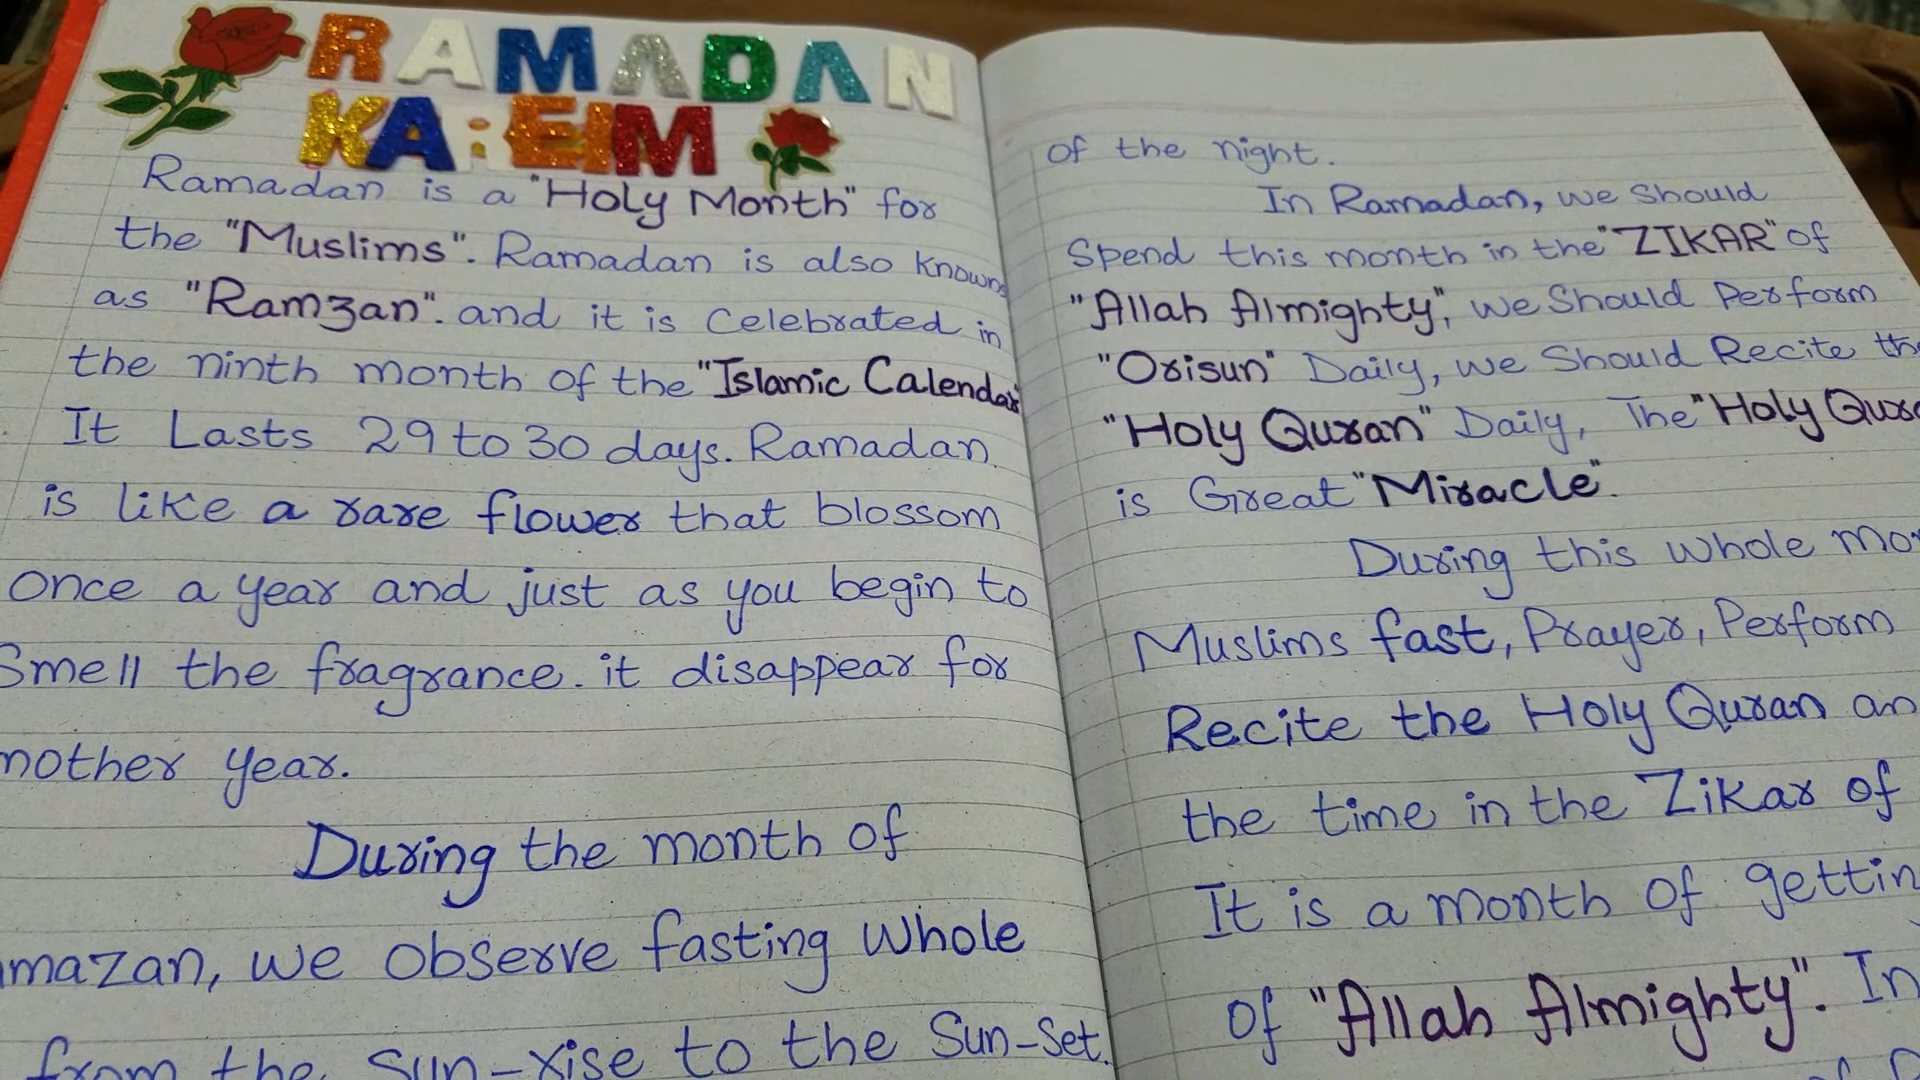 RAMADAN
KAREIM
Ramadan is a "Holy Month" for
the "Muslims". Ramadan is also Knowns
as "Ramzan". and it is Celebrated in
the ninth month of the "Islamic Calendar
It Lasts 29 to 30 days. Ramadan
is like a rare flower that blossom
Once a year and just as you begin to
Smell the fragrance. it disappear for
nother year.
During the month of
mazan, we observe fasting whole
from the sun-rise to the Sun-Set.
of the night.
In Ramadan, we Should
Spend this month in the "ZIKAR" of
"Allah Almighty", we Should Perform
"Orisun" Daily, we Should Recite the
"Holy Quran" Daily, The "Holy Qura
is Great "Miracle".
During this whole mo
Muslims fast, Prayer, Perform
Recite the Holy Quran an
the time in the Zikar of
It is a month of gettin
of "Allah Almighty". In